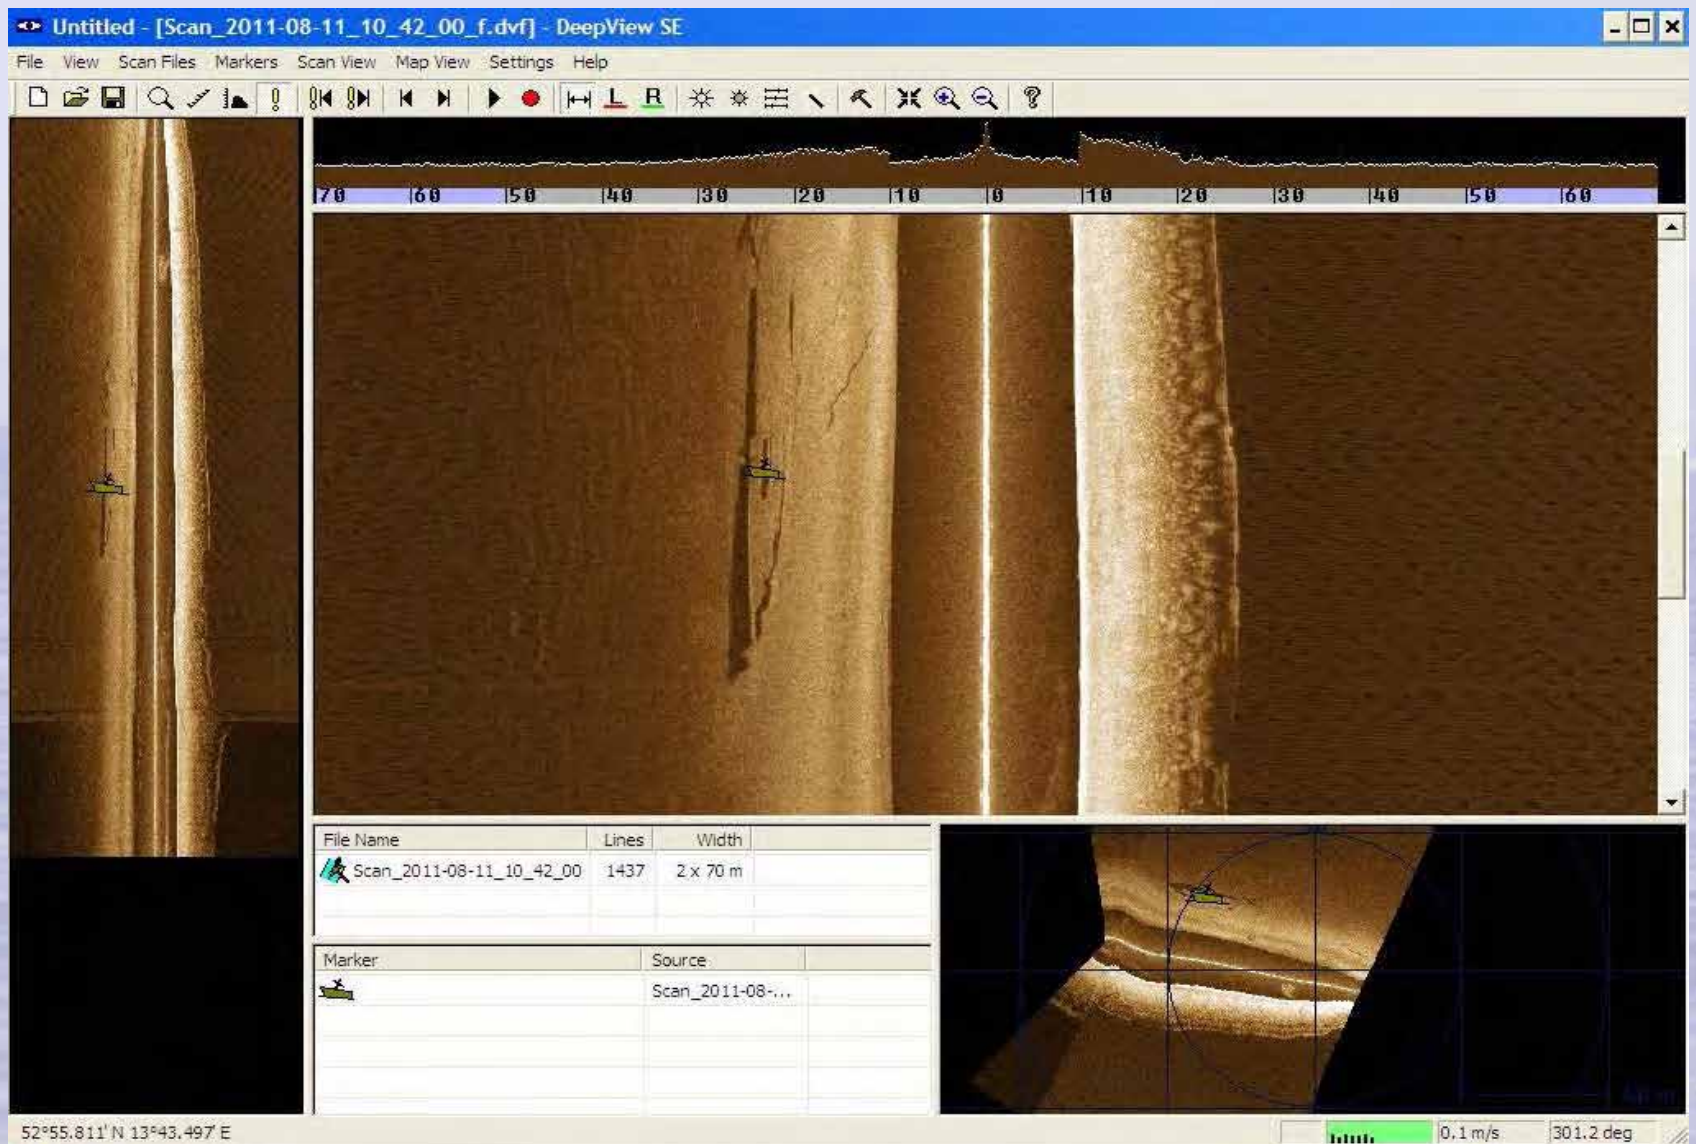 Untitled - [Scan_2011-08-11_10_42_00_f.dvf] - DeepView SE
File View Scan Files Markers Scan View Map View Settings Help
L R
70 60 50 40 30 20 10 0 10 20 30 40 50 60
File Name Lines Width
Scan_2011-08-11_10_42_00 1437 2 x 70 m
Marker Source
Scan_2011-08-...
52°55.811' N 13°43.497' E 0.1 m/s 301.2 deg